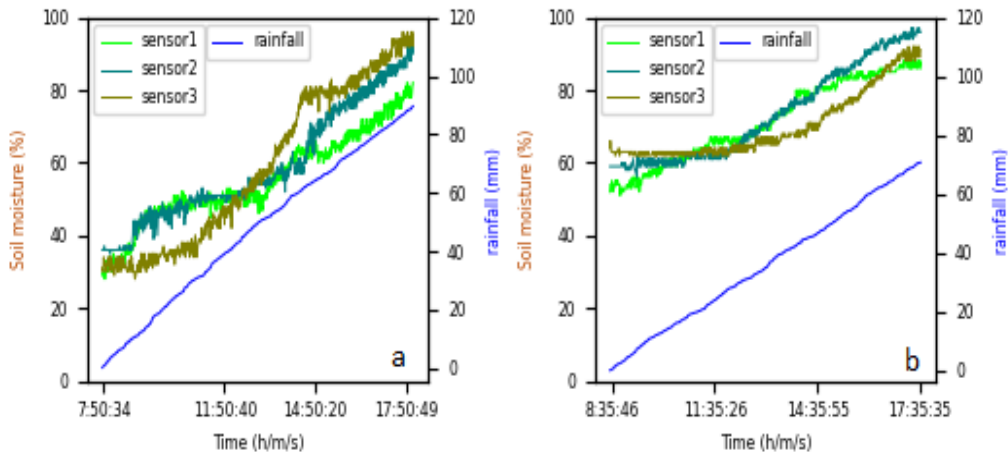 100
80
60
40
20
0
Soil moisture (%)
sensor1
sensor2
sensor3
rainfall
120
100
80
60
40
20
0
rainfall (mm)
a
7:50:34
11:50:40
14:50:20
17:50:49
Time (h/m/s)
100
80
60
40
20
0
Soil moisture (%)
sensor1
sensor2
sensor3
rainfall
120
100
80
60
40
20
0
rainfall (mm)
b
8:35:46
11:35:26
14:35:55
17:35:35
Time (h/m/s)